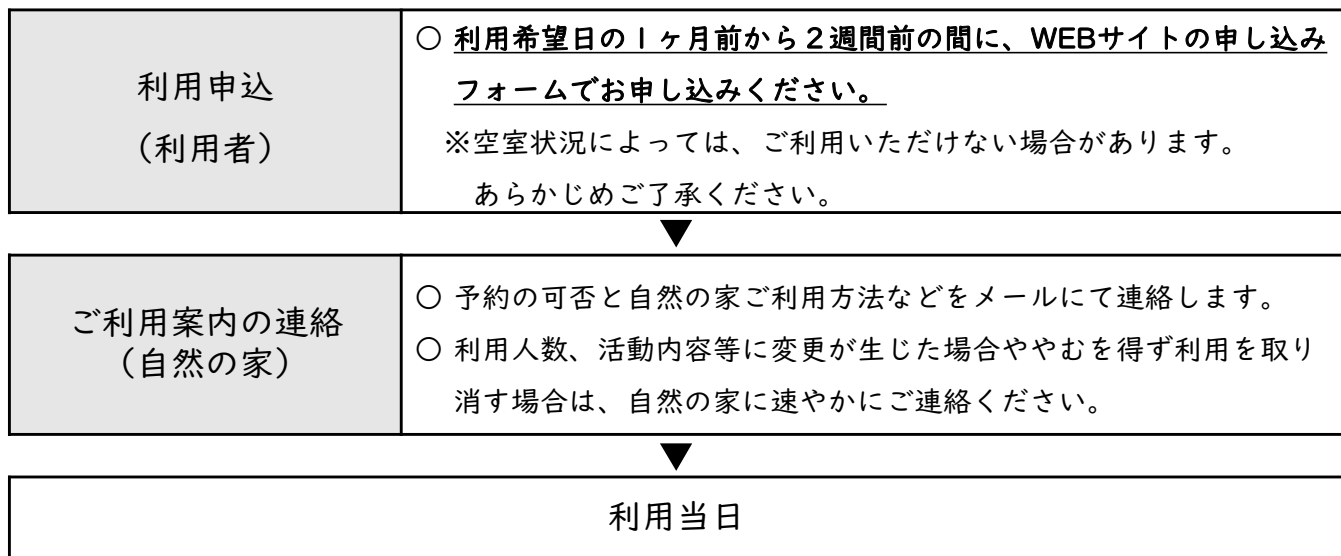 利用申込
(利用者)
○ 利用希望日の1ヶ月前から2週間前の間に、WEBサイトの申し込み
フォームでお申し込みください。
※空室状況によっては、ご利用いただけない場合があります。
あらかじめご了承ください。
▼
ご利用案内の連絡
(自然の家)
○ 予約の可否と自然の家ご利用方法などをメールにて連絡します。
○ 利用人数、活動内容等に変更が生じた場合ややむを得ず利用を取り
消す場合は、自然の家に速やかにご連絡ください。
▼
利用当日